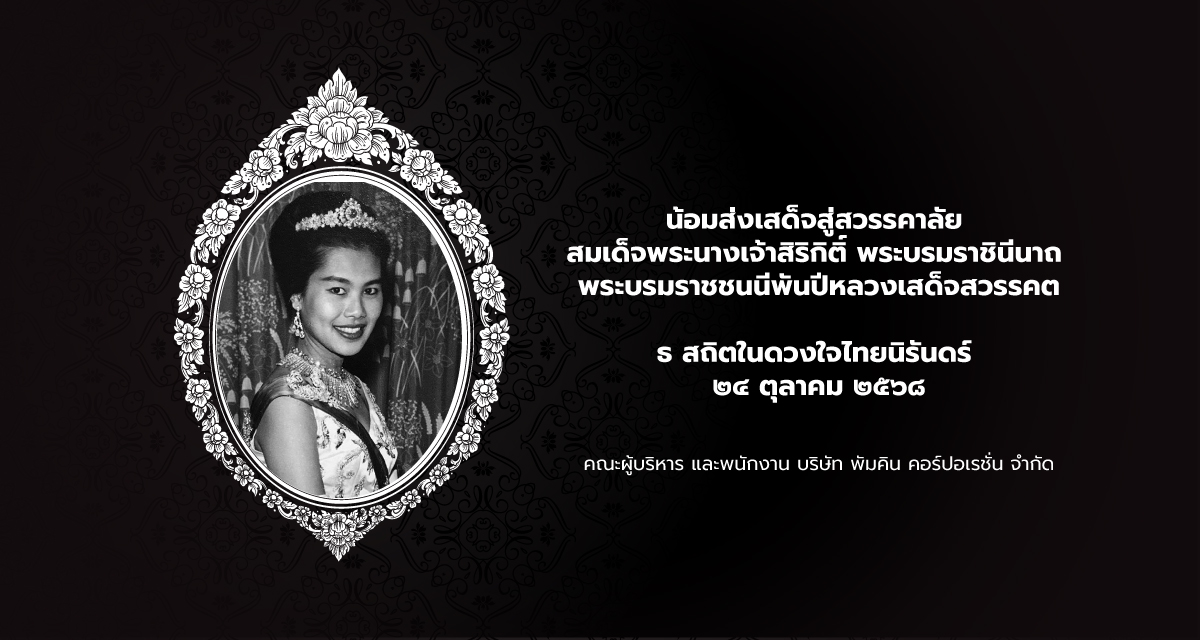 น้อมส่งเสด็จสู่สวรรคาลัย
สมเด็จพระนางเจ้าสิริกิติ์ พระบรมราชินีนาถ
พระบรมราชชนนีพันปีหลวงเสด็จสวรรคต
ธ สถิตในดวงใจไทยนิรันดร์
๒๔ ตุลาคม ๒๕๖๘
คณะผู้บริหาร และพนักงาน บริษัท พัมคิน คอร์ปอเรชั่น จำกัด